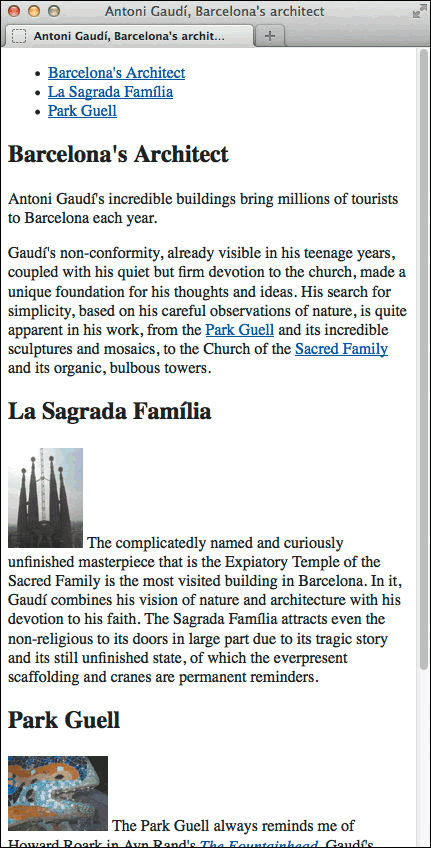 Antoni Gaudí, Barcelona's architect
Antoni Gaudí, Barcelona's archit...
Barcelona's Architect
La Sagrada Família
Park Guell
Barcelona's Architect
Antoni Gaudí's incredible buildings bring millions of tourists
to Barcelona each year.
Gaudí's non-conformity, already visible in his teenage years,
coupled with his quiet but firm devotion to the church, made a
unique foundation for his thoughts and ideas. His search for
simplicity, based on his careful observations of nature, is quite
apparent in his work, from the Park Guell and its incredible
sculptures and mosaics, to the Church of the Sacred Family
and its organic, bulbous towers.
La Sagrada Família
The complicatedly named and curiously
unfinished masterpiece that is the Expiatory Temple of the
Sacred Family is the most visited building in Barcelona. In it,
Gaudí combines his vision of nature and architecture with his
devotion to his faith. The Sagrada Família attracts even the
non-religious to its doors in large part due to its tragic story
and its still unfinished state, of which the everpresent
scaffolding and cranes are permanent reminders.
Park Guell
The Park Guell always reminds me of
Howard Roark in Ayn Rand's The Fountainhead. Gaudí's